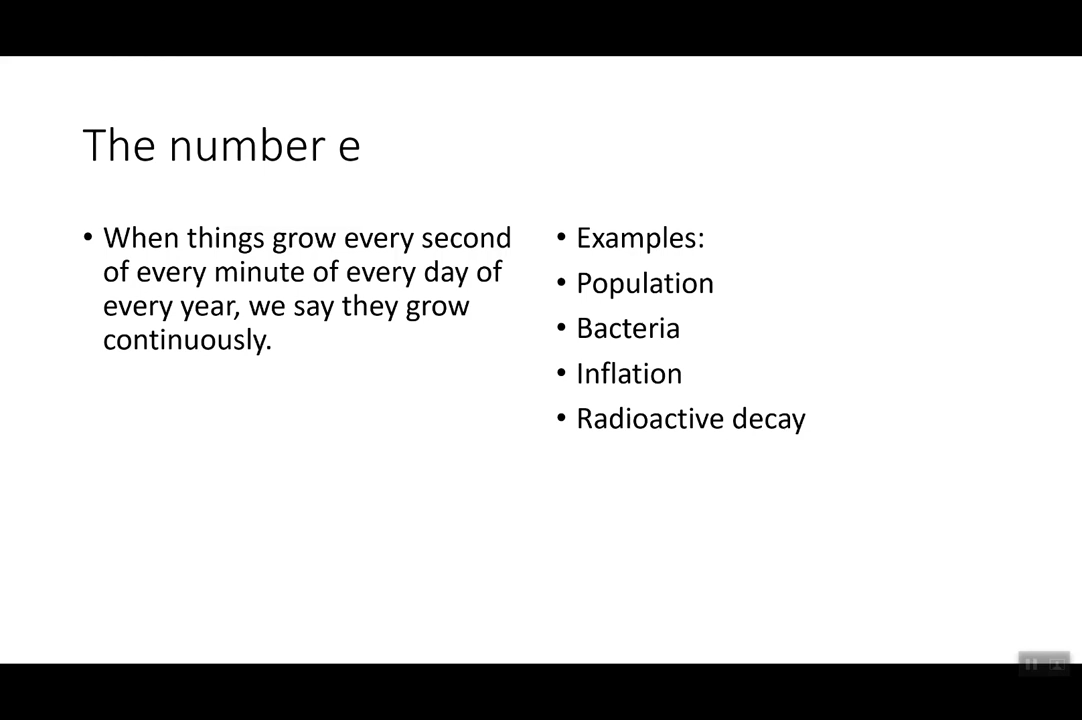 The number e
• When things grow every second
of every minute of every day of
every year, we say they grow
continuously.
• Examples:
• Population
• Bacteria
• Inflation
• Radioactive decay